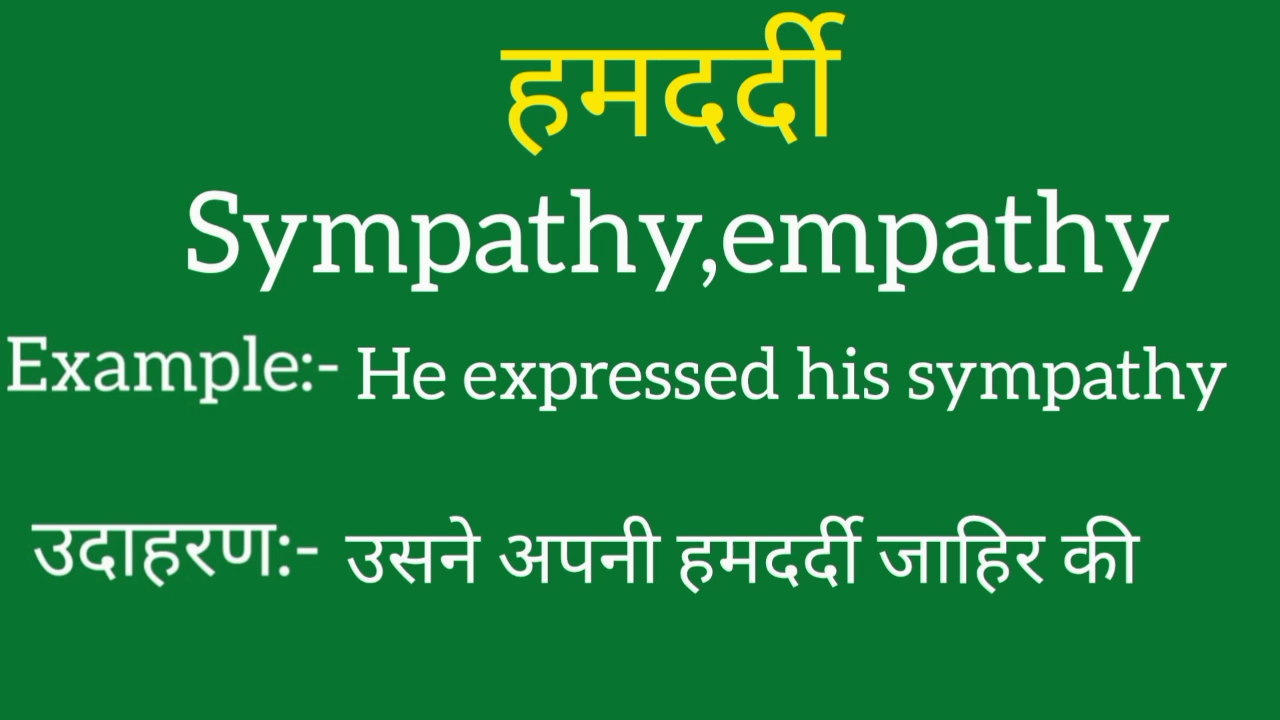 हमदर्दी
Sympathy,empathy
Example:- He expressed his sympathy
उदाहरण:- उसने अपनी हमदर्दी जाहिर की